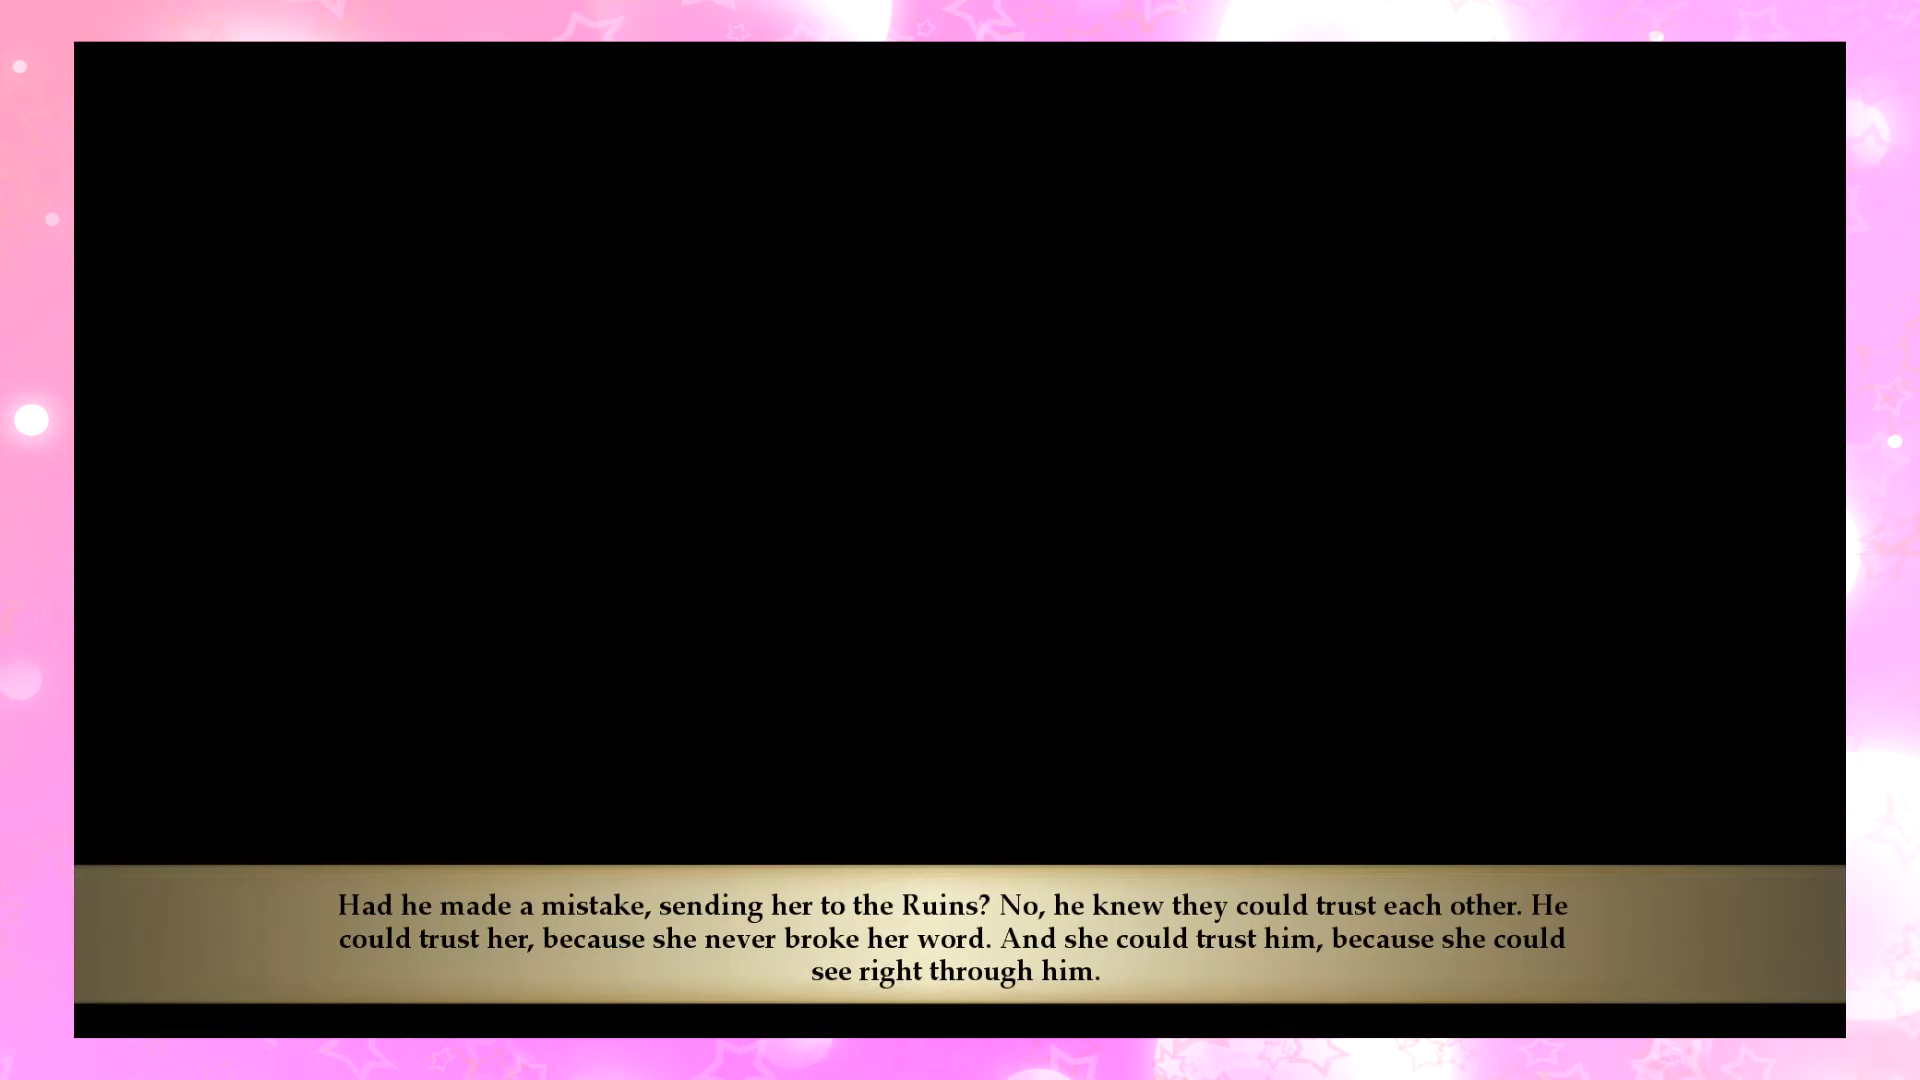 Had he made a mistake, sending her to the Ruins? No, he knew they could trust each other. He
could trust her, because she never broke her word. And she could trust him, because she could
see right through him.